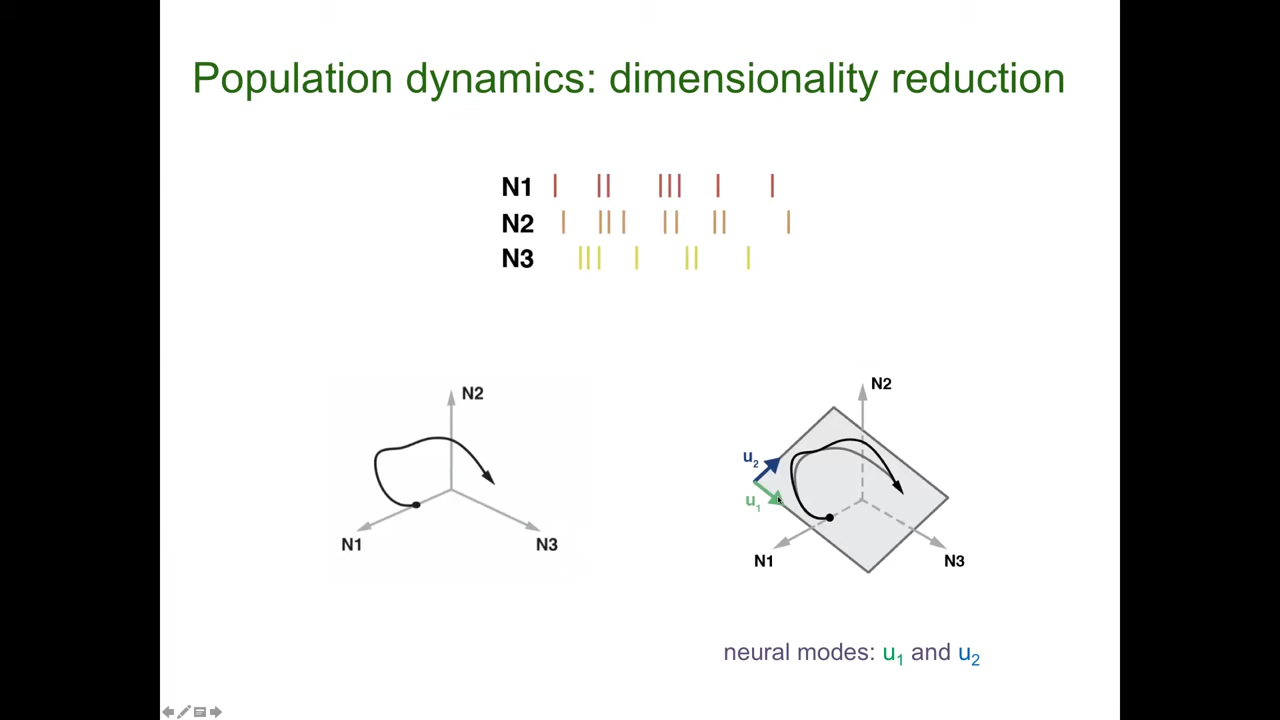 Population dynamics: dimensionality reduction
N1
N2
N3
N2
N1
N3
N2
u2
u1
N1
N3
neural modes: u1 and u2